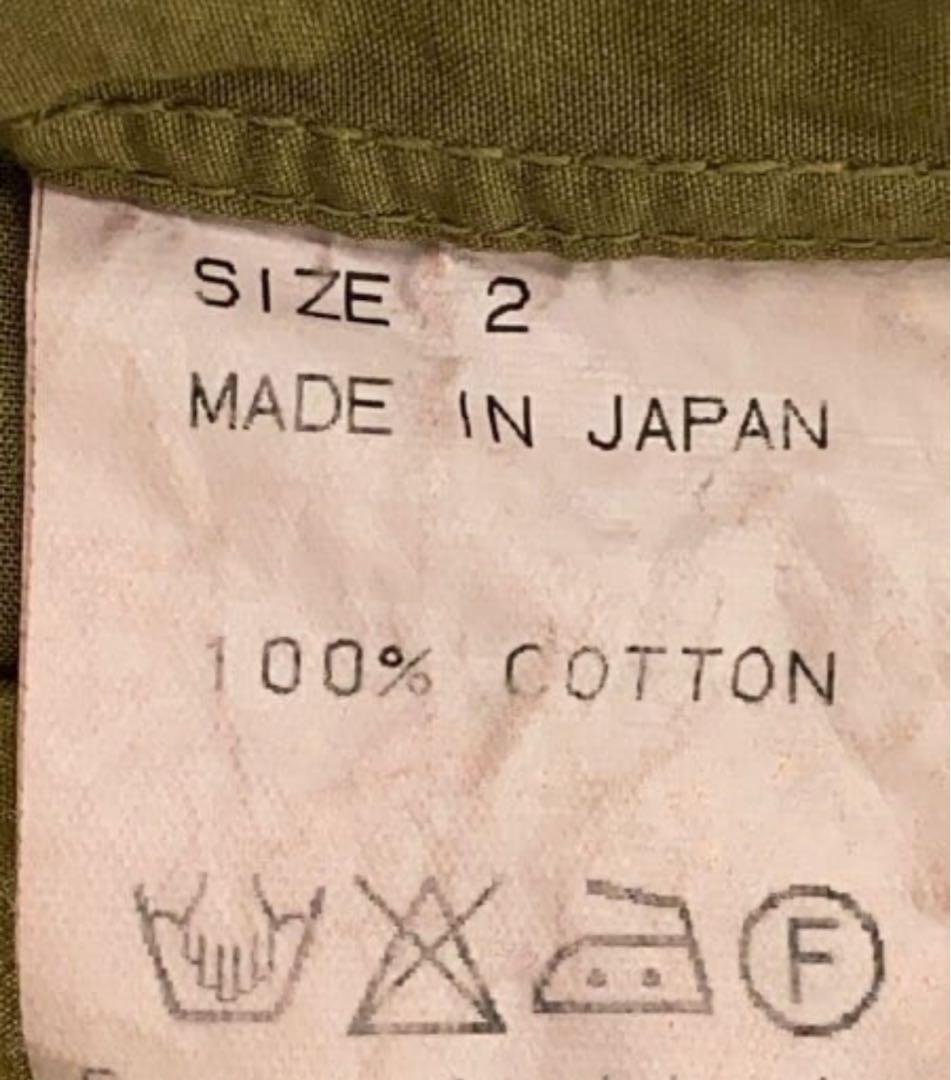 SIZE 2
MADE IN JAPAN
100% COTTON
F